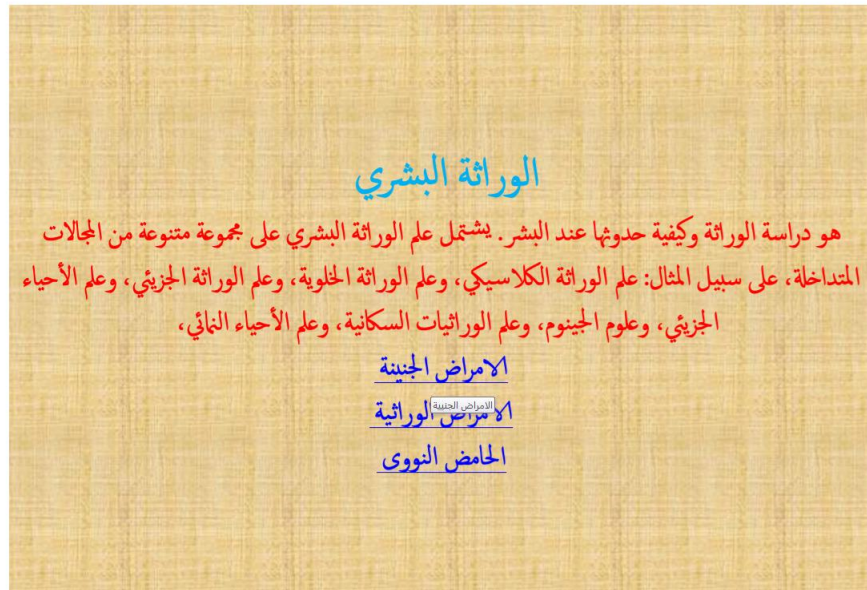 الوراثة البشري
هو دراسة الوراثة وكيفية حدوثها عند البشر. يشتمل علم الوراثة البشري على مجموعة متنوعة من المجالات
المتداخلة، على سبيل المثال: علم الوراثة الكلاسيكي، وعلم الوراثة الخلوية، وعلم الوراثة الجزيئي، وعلم الأحياء
الجزيئي، وعلوم الجينوم، وعلم الوراثيات السكانية، وعلم الأحياء النمائي،
الامراض الجنينة
الامراض الجنيية
الامراض الوراثية
الحامض النووى